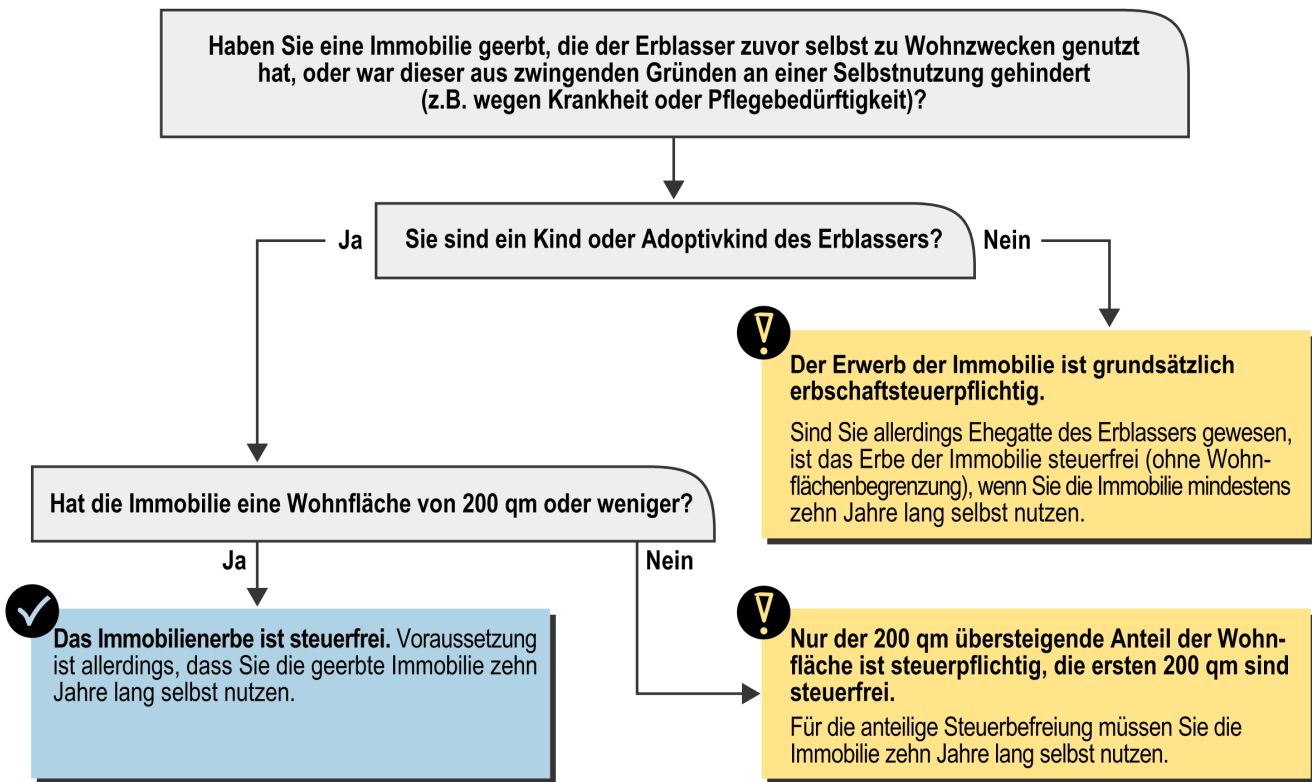 Haben Sie eine Immobilie geerbt, die der Erblasser zuvor selbst zu Wohnzwecken genutzt
hat, oder war dieser aus zwingenden Gründen an einer Selbstnutzung gehindert
(z.B. wegen Krankheit oder Pflegebedürftigkeit)?
Ja
Sie sind ein Kind oder Adoptivkind des Erblassers?
Nein
Der Erwerb der Immobilie ist grundsätzlich
erbschaftsteuerpflichtig.
Sind Sie allerdings Ehegatte des Erblassers gewesen,
ist das Erbe der Immobilie steuerfrei (ohne Wohn-
flächenbegrenzung), wenn Sie die Immobilie mindestens
zehn Jahre lang selbst nutzen.
Hat die Immobilie eine Wohnfläche von 200 qm oder weniger?
Ja
Nein
Das Immobilienerbe ist steuerfrei. Voraussetzung
ist allerdings, dass Sie die geerbte Immobilie zehn
Jahre lang selbst nutzen.
Nur der 200 qm übersteigende Anteil der Wohn-
fläche ist steuerpflichtig, die ersten 200 qm sind
steuerfrei.
Für die anteilige Steuerbefreiung müssen Sie die
Immobilie zehn Jahre lang selbst nutzen.